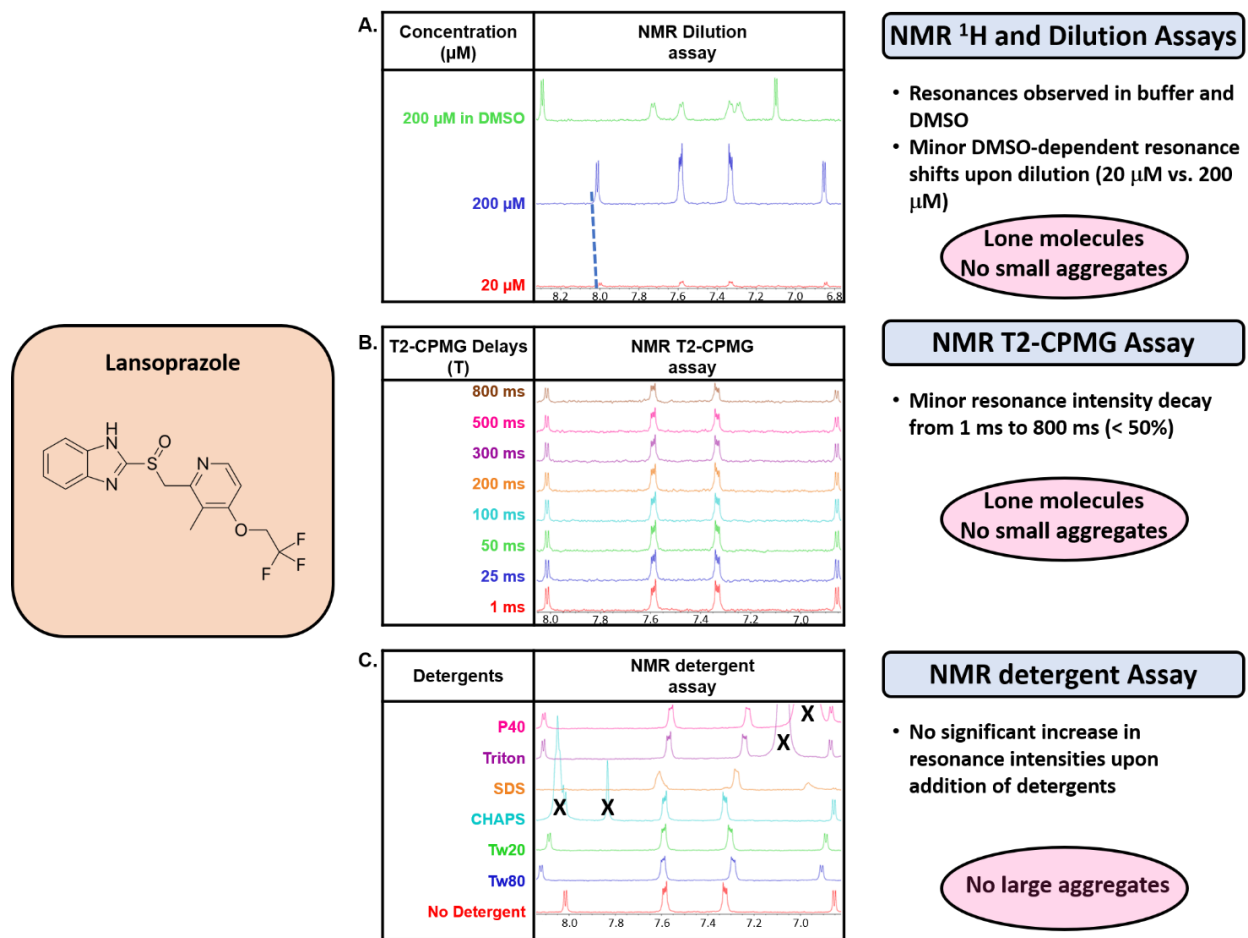 Lansoprazole
NH
N
S
O
N
O
F
F
F
A.
Concentration
(µM)
NMR Dilution
assay
200 µM in DMSO
200 µM
20 µM
8.2 8.0 7.8 7.6 7.4 7.2 7.0 6.8
NMR ¹H and Dilution Assays
• Resonances observed in buffer and
DMSO
• Minor DMSO-dependent resonance
shifts upon dilution (20 µM vs. 200
µM)
Lone molecules
No small aggregates
B.
T2-CPMG Delays
(T)
NMR T2-CPMG
assay
800 ms
500 ms
300 ms
200 ms
100 ms
50 ms
25 ms
1 ms
8.0 7.8 7.6 7.4 7.2 7.0
NMR T2-CPMG Assay
• Minor resonance intensity decay
from 1 ms to 800 ms (< 50%)
Lone molecules
No small aggregates
C.
Detergents
NMR detergent
assay
P40
X
Triton
X
SDS
CHAPS
X X
Tw20
Tw80
No Detergent
8.0 7.8 7.6 7.4 7.2 7.0
NMR detergent Assay
• No significant increase in
resonance intensities upon
addition of detergents
No large aggregates